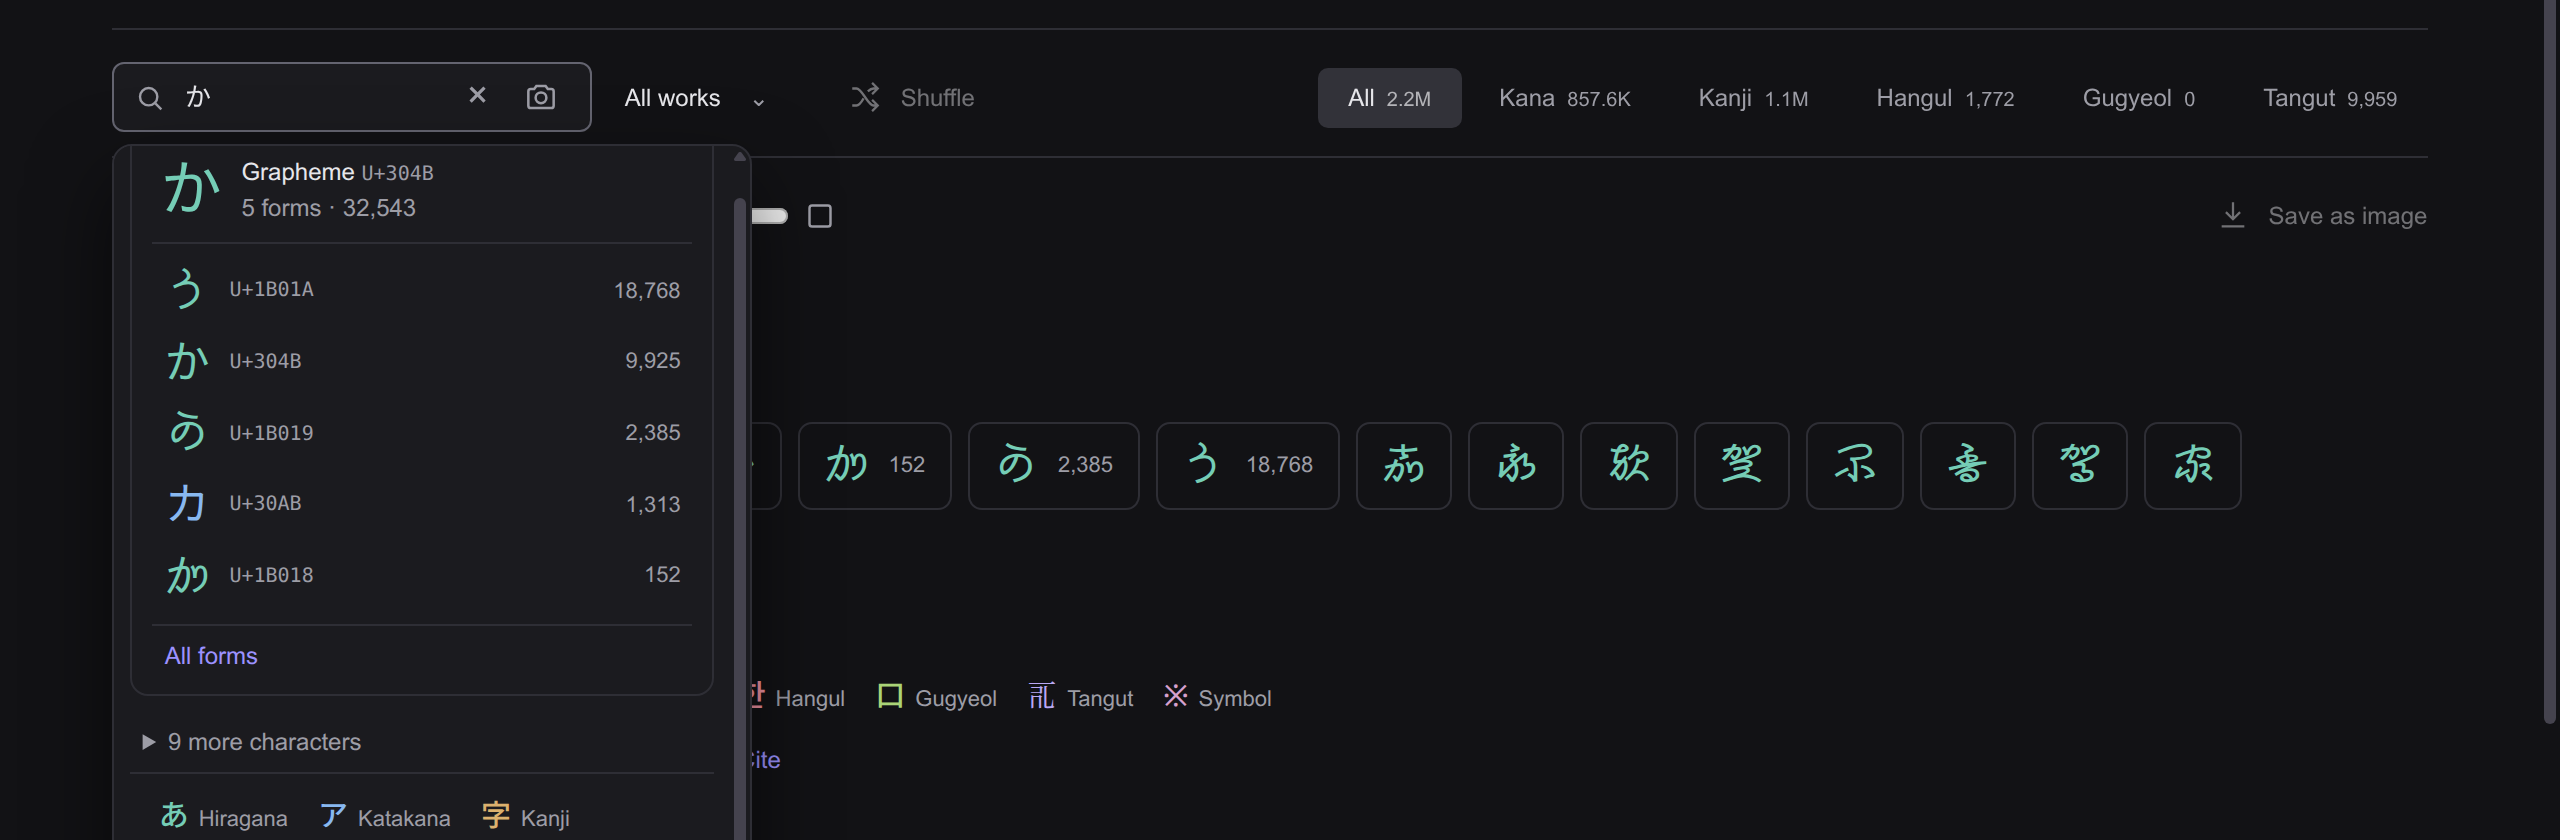 か All works Shuffle All 2.2M Kana 857.6K Kanji 1.1M Hangul 1,772 Gugyeol 0 Tangut 9,959
か Grapheme U+304B
5 forms · 32,543
Save as image
𛀚 U+1B01A 18,768
か U+304B 9,925
𛀙 U+1B019 2,385
カ U+30AB 1,313
𛀘 U+1B018 152
All forms
𛀘 152 𛀙 2,385 𛀚 18,768
9 more characters
Hangul 口 Gugyeol Tangut ※ Symbol
あ Hiragana ア Katakana 字 Kanji